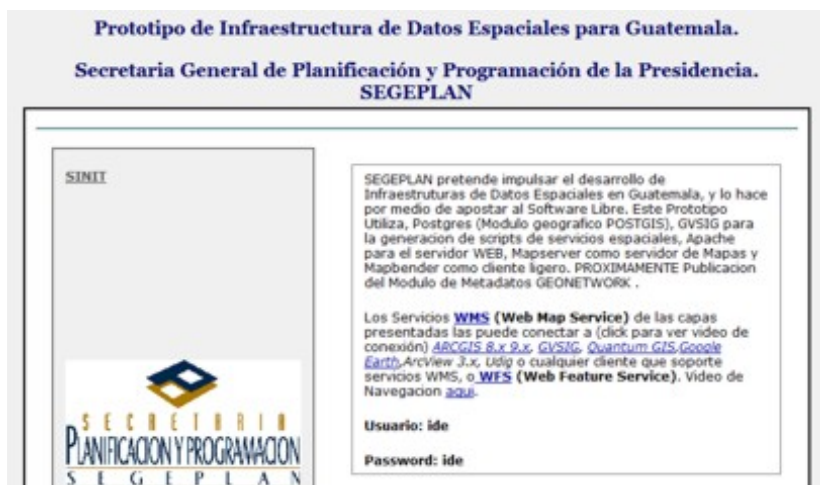 Prototipo de Infraestructura de Datos Espaciales para Guatemala.
Secretaria General de Planificación y Programación de la Presidencia.
SEGEPLAN
SINIT
SEGEPLAN pretende impulsar el desarrollo de
Infraestruturas de Datos Espaciales en Guatemala, y lo hace
por medio de apostar al Software Libre. Este Prototipo
Utiliza, Postgres (Modulo geografico POSTGIS), GVSIG para
la generacion de scripts de servicios espaciales, Apache
para el servidor WEB, Mapserver como servidor de Mapas y
Mapbender como cliente ligero. PROXIMAMENTE Publicacion
del Modulo de Metadatos GEONETWORK .
Los Servicios WMS (Web Map Service) de las capas
presentadas las puede conectar a (click para ver video de
conexión) ARCGIS 8.x 9.x, GVSIG, Quantum GIS,Google
Earth,ArcView 3.x, Udig o cualquier cliente que soporte
servicios WMS, o WFS (Web Feature Service). Video de
Navegacion aqui.
Usuario: ide
Password: ide
SECRETARIA
PLANIFICACION Y PROGRAMACION
SEGEPLAN